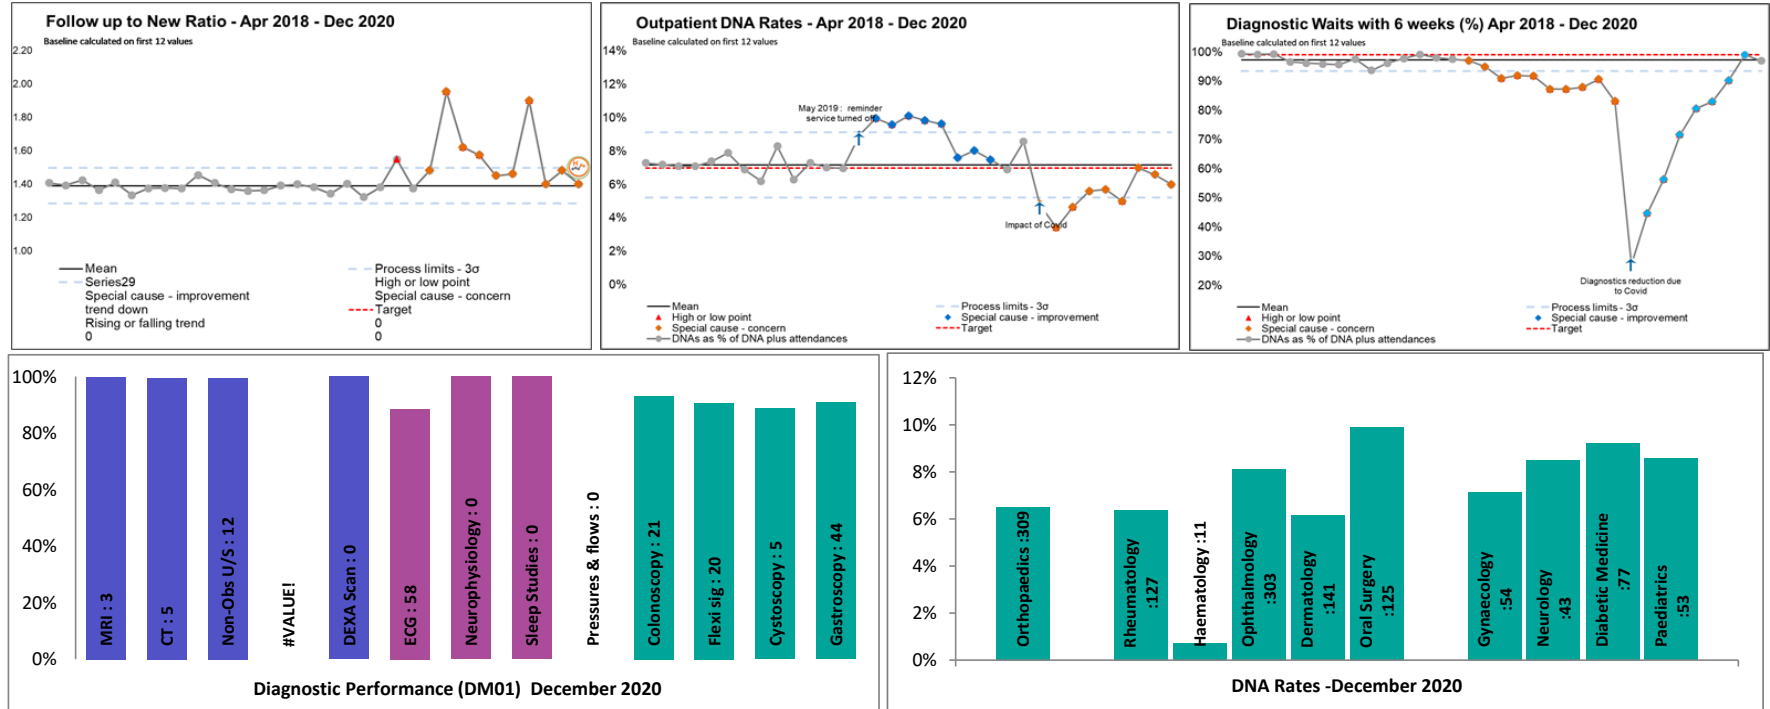 Follow up to New Ratio - Apr 2018 - Dec 2020
Baseline calculated on first 12 values
2.20
2.00
1.80
1.60
1.40
1.20
1.00
Mean
Process limits - 3σ
Series29
High or low point
Special cause - improvement
Special cause - concern
trend down
Target
Rising or falling trend
0
0
0
Outpatient DNA Rates - Apr 2018 - Dec 2020
Baseline calculated on first 12 values
14%
12%
10%
8%
6%
4%
2%
0%
May 2019 : reminder
service turned off
Impact of Covid
Mean
Process limits - 3σ
High or low point
Special cause - improvement
Special cause - concern
Target
DNAs as % of DNA plus attendances
Diagnostic Waits with 6 weeks (%) Apr 2018 - Dec 2020
Baseline calculated on first 12 values
100%
90%
80%
70%
60%
50%
40%
30%
20%
Diagnostics reduction due
to Covid
Mean
Process limits - 3σ
High or low point
Special cause - improvement
Special cause - concern
Target
DNAs as % of DNA plus attendances
100%
80%
60%
40%
20%
0%
MRI : 3
CT : 5
Non-Obs U/S : 12
#VALUE!
DEXA Scan : 0
ECG : 58
Neurophysiology : 0
Sleep Studies : 0
Pressures & flows : 0
Colonoscopy : 21
Flexi sig : 20
Cystoscopy : 5
Gastroscopy : 44
Diagnostic Performance (DM01) December 2020
12%
10%
8%
6%
4%
2%
0%
Orthopaedics :309
Rheumatology
:127
Haematology :11
Ophthalmology
:303
Dermatology
:141
Oral Surgery
:125
Gynaecology
:54
Neurology
:43
Diabetic Medicine
:77
Paediatrics
:53
DNA Rates -December 2020